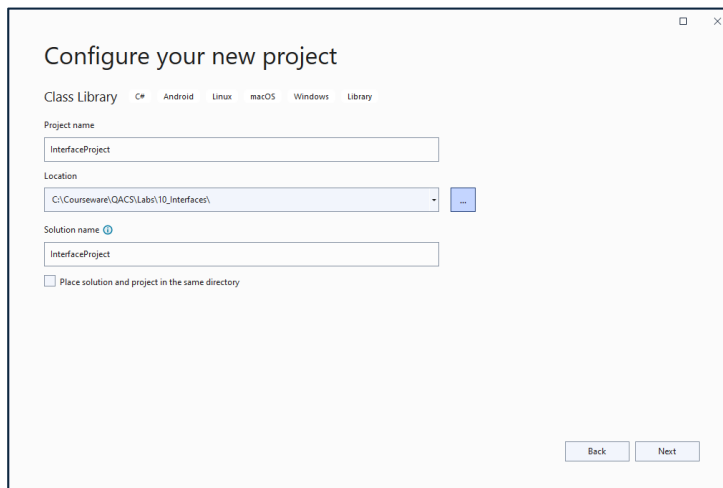 Configure your new project
Class Library C# Android Linux macOS Windows Library
Project name
InterfaceProject
Location
C:\Courseware\QACS\Labs\10_Interfaces\
...
Solution name
InterfaceProject
Place solution and project in the same directory
Back Next